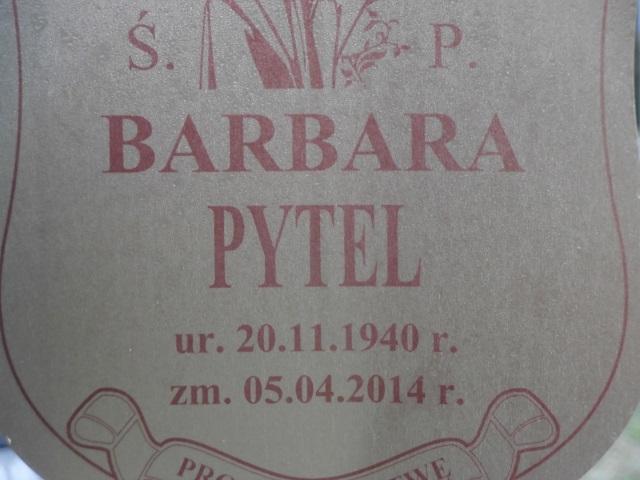 Ś. P.
BARBARA
PYTEL
ur. 20.11.1940 r.
zm. 05.04.2014 r.